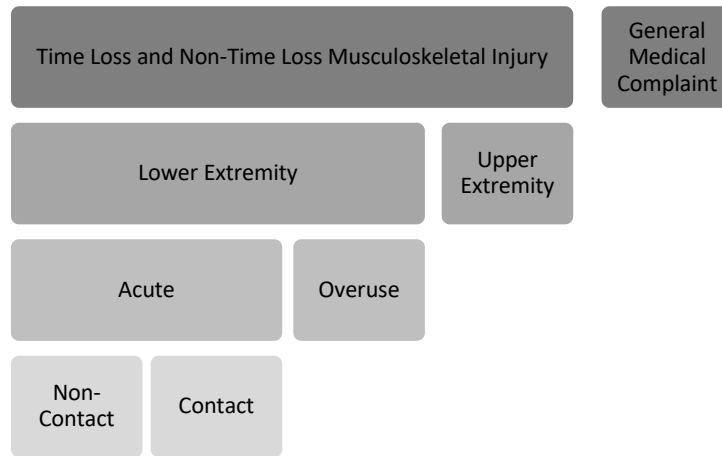 Time Loss and Non-Time Loss Musculoskeletal Injury
General
Medical
Complaint
Lower Extremity
Upper
Extremity
Acute
Overuse
Non-
Contact
Contact